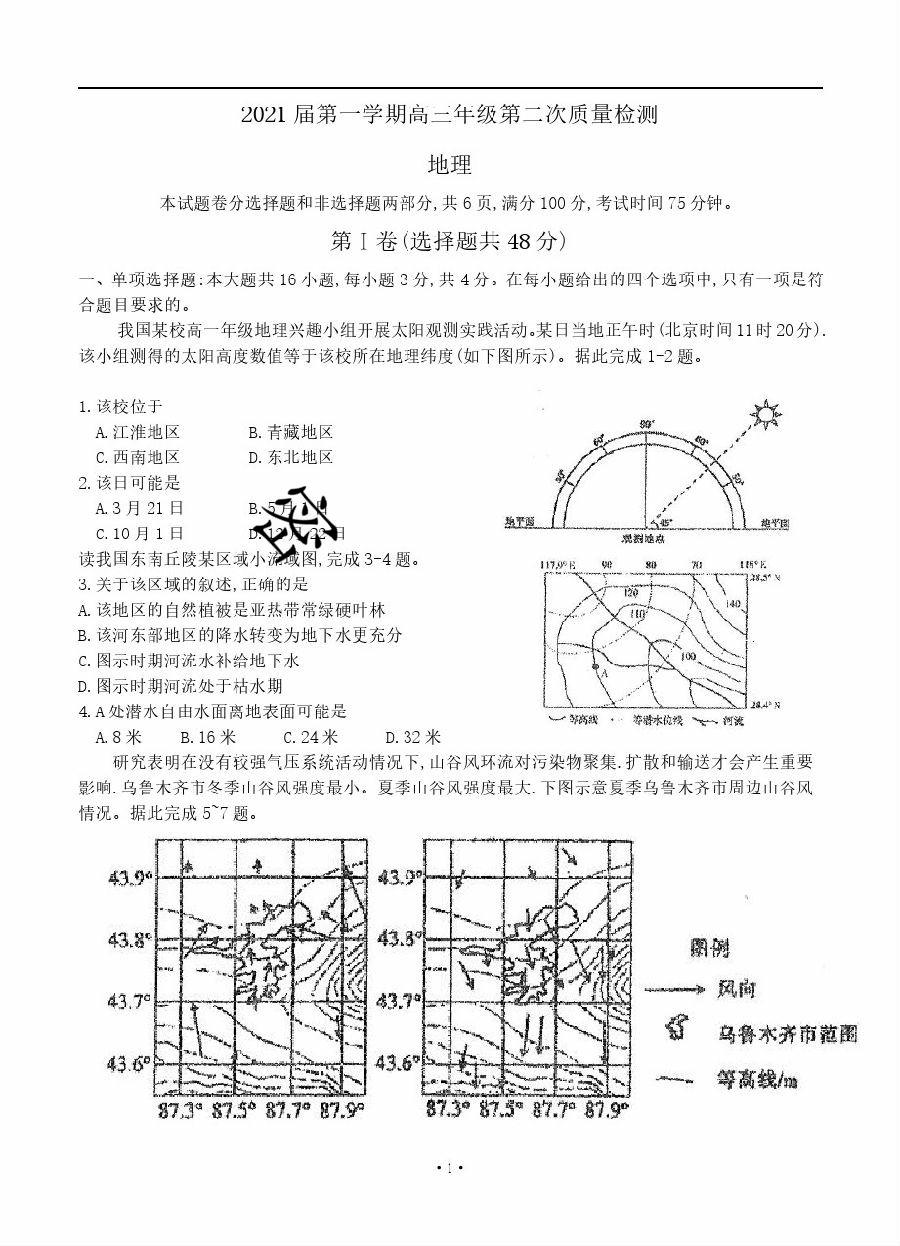 2021 届第一学期高三年级第二次质量检测
地理
本试题卷分选择题和非选择题两部分,共 6 页,满分 100 分,考试时间 75 分钟。
第 Ⅰ 卷(选择题共 48 分)
一、单项选择题:本大题共 16 小题,每小题 3 分,共 4 分。在每小题给出的四个选项中,只有一项是符
合题目要求的。
我国某校高一年级地理兴趣小组开展太阳观测实践活动。某日当地正午时(北京时间 11 时 20 分).
该小组测得的太阳高度数值等于该校所在地地理纬度(如下图所示)。据此完成 1-2 题。
1.该校位于
A.江淮地区 B.青藏地区
C.西南地区 D.东北地区
2.该日可能是
A.3 月 21 日 B.5月 日
C.10 月 1 日 D.12月 22 日
密
90°
60° 60°
30° 30°
45°
地平面 地平面
观测地点
读我国东南丘陵某区域小流域图,完成 3-4 题。
3.关于该区域的叙述,正确的是
A.该地区的自然植被是亚热带常绿硬叶林
B.该河东部地区的降水转变为地下水更充分
C.图示时期河流水补给地下水
D.图示时期河流处于枯水期
4.A 处潜水自由水面离地表面可能是
A.8 米 B.16 米 C.24 米 D.32 米
117.9°E 90 80 70 118°E
28.5°N
120
110
140
100
A
28.4°N
等高线 等潜水位线 河流
研究表明在没有较强气压系统活动情况下,山谷风环流对污染物聚集.扩散和输送才会产生重要
影响.乌鲁木齐市冬季山谷风强度最小。夏季山谷风强度最大.下图示意夏季乌鲁木齐市周边山谷风
情况。据此完成 5~7 题。
43.9° 43.9°
43.8° 43.8°
43.7° 43.7°
43.6° 43.6°
87.3° 87.5° 87.7° 87.9° 87.3° 87.5° 87.7° 87.9°
图例
风向
乌鲁木齐市范围
等高线/m
·1·